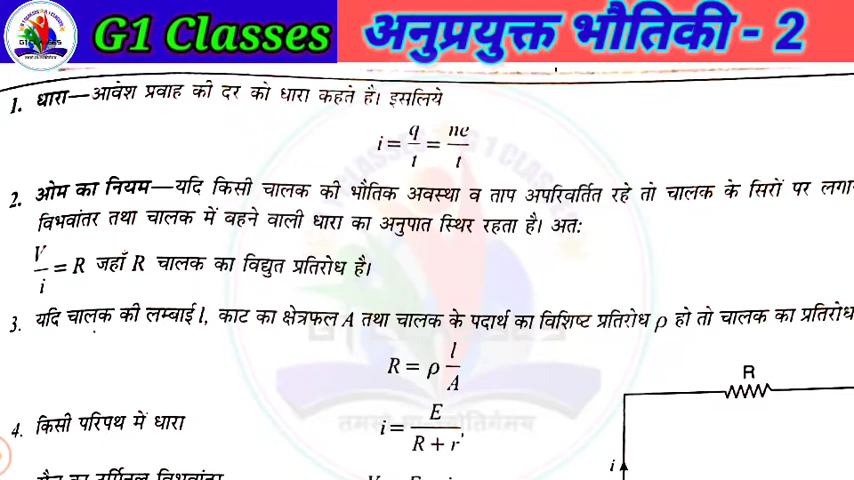 G1 Classes अनुप्रयुक्त भौतिकी - 2
1. धारा—आवेश प्रवाह की दर को धारा कहते है। इसलिये
i = q/t = ne/t
2. ओम का नियम—यदि किसी चालक की भौतिक अवस्था व ताप अपरिवर्तित रहे तो चालक के सिरों पर
विभवांतर तथा चालक में बहने वाली धारा का अनुपात स्थिर रहता है। अतः
V/i = R जहाँ R चालक का विद्युत प्रतिरोध है।
3. यदि चालक की लम्बाई l, काट का क्षेत्रफल A तथा चालक के पदार्थ का विशिष्ट प्रतिरोध ρ हो तो चालक का प्रतिरोध
R = ρ l/A
R
4. किसी परिपथ में धारा
i = E/(R + r)'
i